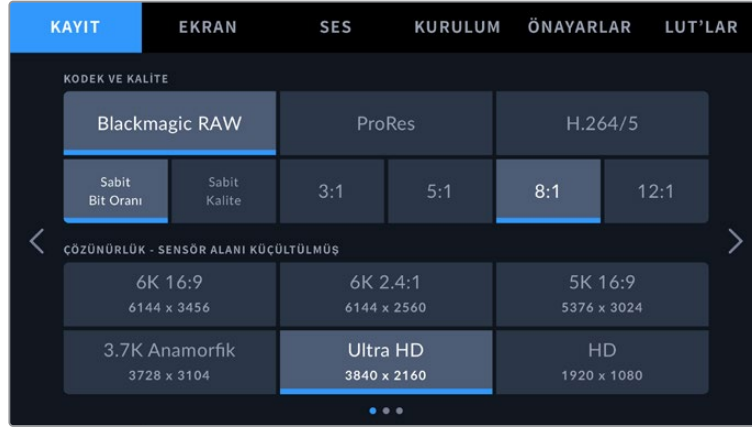 KAYIT EKRAN SES KURULUM ÖNAYARLAR LUT'LAR
KODEK VE KALİTE
Blackmagic RAW ProRes H.264/5
Sabit Bit Oranı Sabit Kalite 3:1 5:1 8:1 12:1
ÇÖZÜNÜRLÜK - SENSÖR ALANI KÜÇÜLTÜLMÜŞ
6K 16:9 6K 2.4:1 5K 16:9
6144 x 3456 6144 x 2560 5376 x 3024
3.7K Anamorfik Ultra HD HD
3728 x 3104 3840 x 2160 1920 x 1080